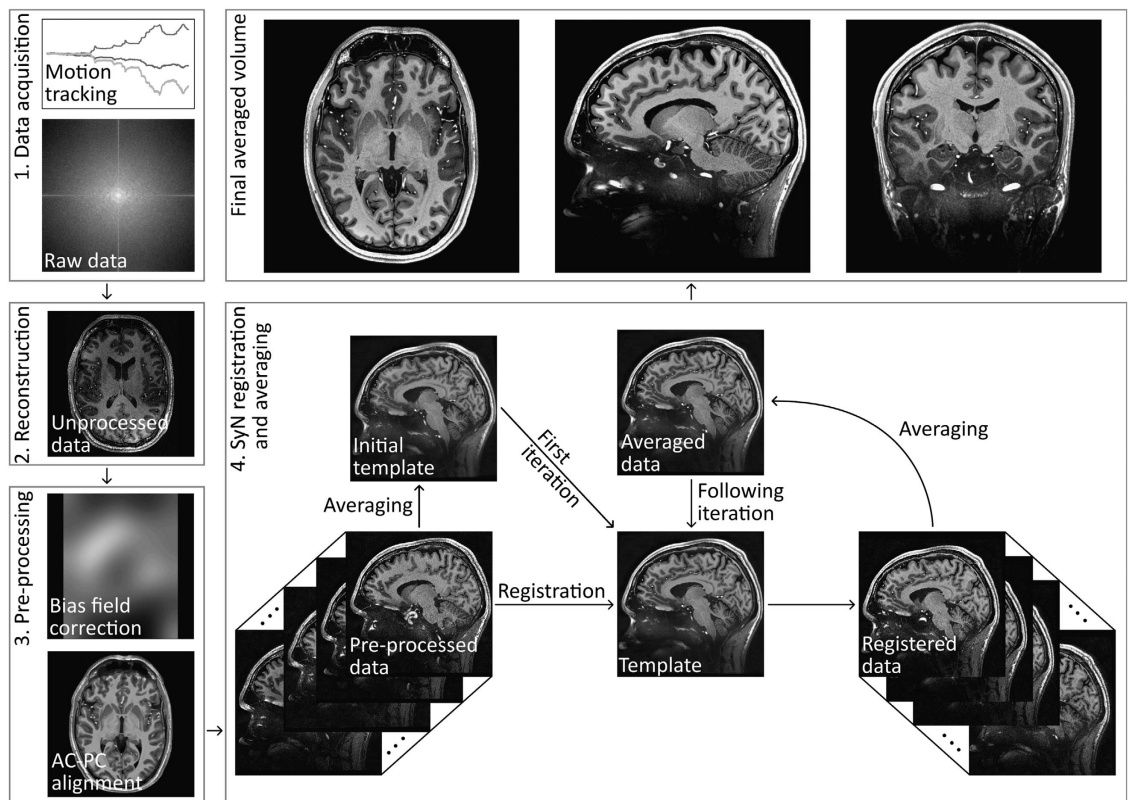 1. Data acquisition
Motion
tracking
Raw data
2. Reconstruction
Unprocessed
data
3. Pre-processing
Bias field
correction
AC-PC
alignment
Final averaged volume
4. SyN registration
and averaging
Initial
template
Averaging
First
iteration
Averaged
data
Following
iteration
Averaging
Pre-processed
data
Registration
Template
Registered
data